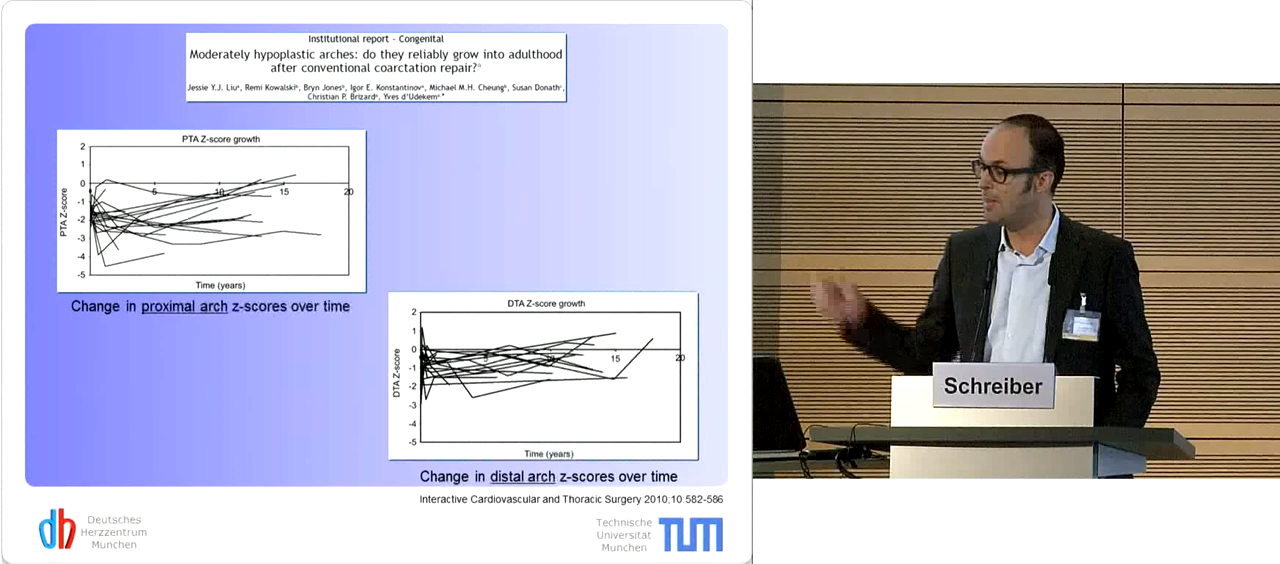 Institutional report - Congenital
Moderately hypoplastic arches: do they reliably grow into adulthood
after conventional coarctation repair?
Jessie Y.J. Liu, Remi Kowalski, Bryn Jones, Igor E. Konstantinov, Michael M.H. Cheung, Susan Donath,
Christian P. Brizard, Yves d'Udekem
PTA Z-score growth
2
1
0
-1
-2
-3
-4
-5
5
10
15
20
PTA Z-score
Time (years)
Change in proximal arch z-scores over time
DTA Z-score growth
2
1
0
-1
-2
-3
-4
-5
15
20
DTA Z-score
Time (years)
Change in distal arch z-scores over time
Interactive Cardiovascular and Thoracic Surgery 2010;10:582-586
Deutsches
Herzzentrum
Munchen
Technische
Universität
Munchen
TUM
Schreiber